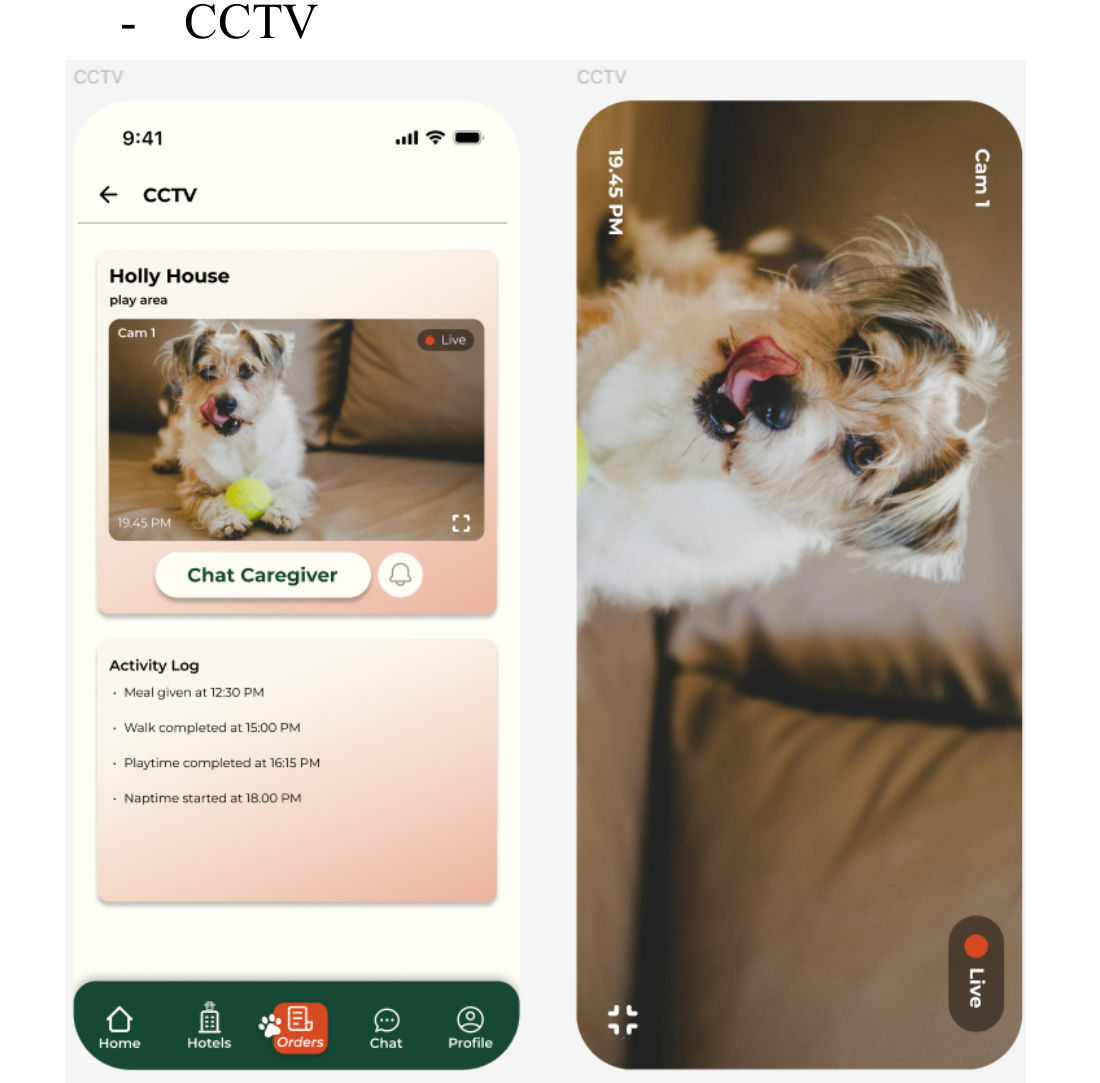 - CCTV
CCTV
9:41
CCTV
Holly House
play area
Cam 1
Live
19.45 PM
Chat Caregiver
Activity Log
· Meal given at 12:30 PM
· Walk completed at 15:00 PM
· Playtime completed at 16:15 PM
· Naptime started at 18.00 PM
Home
Hotels
Orders
Chat
Profile
CCTV
Cam 1
19.45 PM
Live